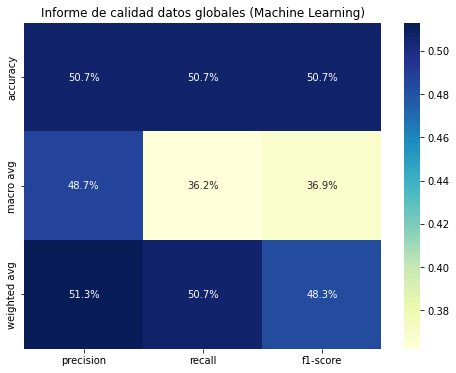 Informe de calidad datos globales (Machine Learning)
accuracy
50.7% 50.7% 50.7%
macro avg
48.7% 36.2% 36.9%
weighted avg
51.3% 50.7% 48.3%
precision recall f1-score
0.50
0.48
0.46
0.44
0.42
0.40
0.38